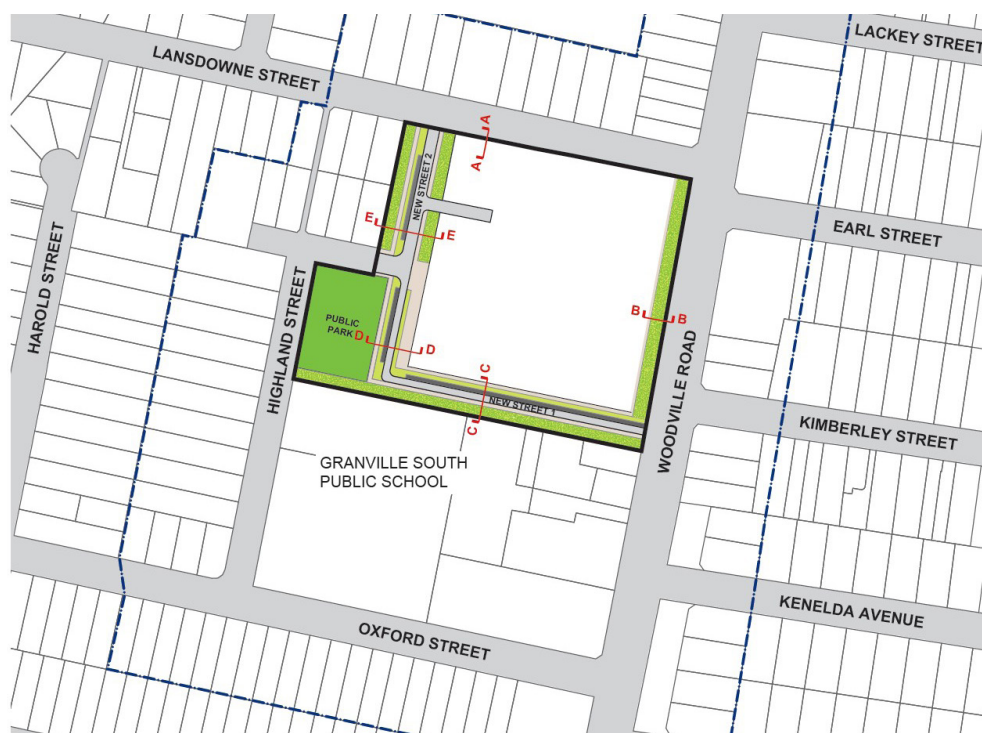 LACKEY STREET
LANSDOWNE STREET
A
A
NEW STREET 2
E
E
EARL STREET
HAROLD STREET
HIGHLAND STREET
PUBLIC
PARK
D
D
B
B
WOODVILLE ROAD
C
NEW STREET 1
C
KIMBERLEY STREET
GRANVILLE SOUTH
PUBLIC SCHOOL
KENELDA AVENUE
OXFORD STREET